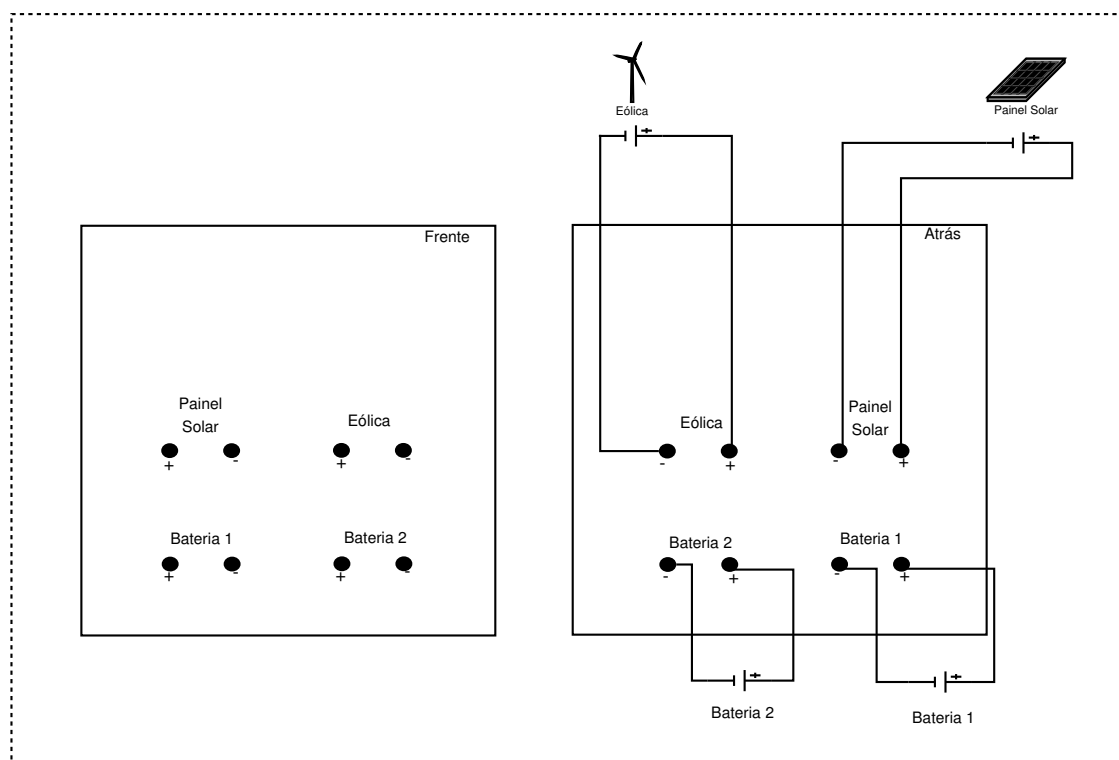 Eólica
+
Painel Solar
+
Frente
Painel
Solar
+ -
Eólica
+ -
Bateria 1
+ -
Bateria 2
+ -
Atrás
Eólica
- +
Painel
Solar
- +
Bateria 2
- +
Bateria 1
- +
+
Bateria 2
+
Bateria 1